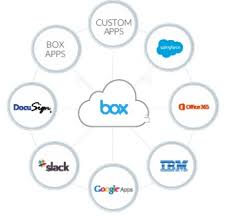 CUSTOM
APPS
BOX
APPS
salesforce
DocuSign
box
Office 365
slack
IBM
Google Apps